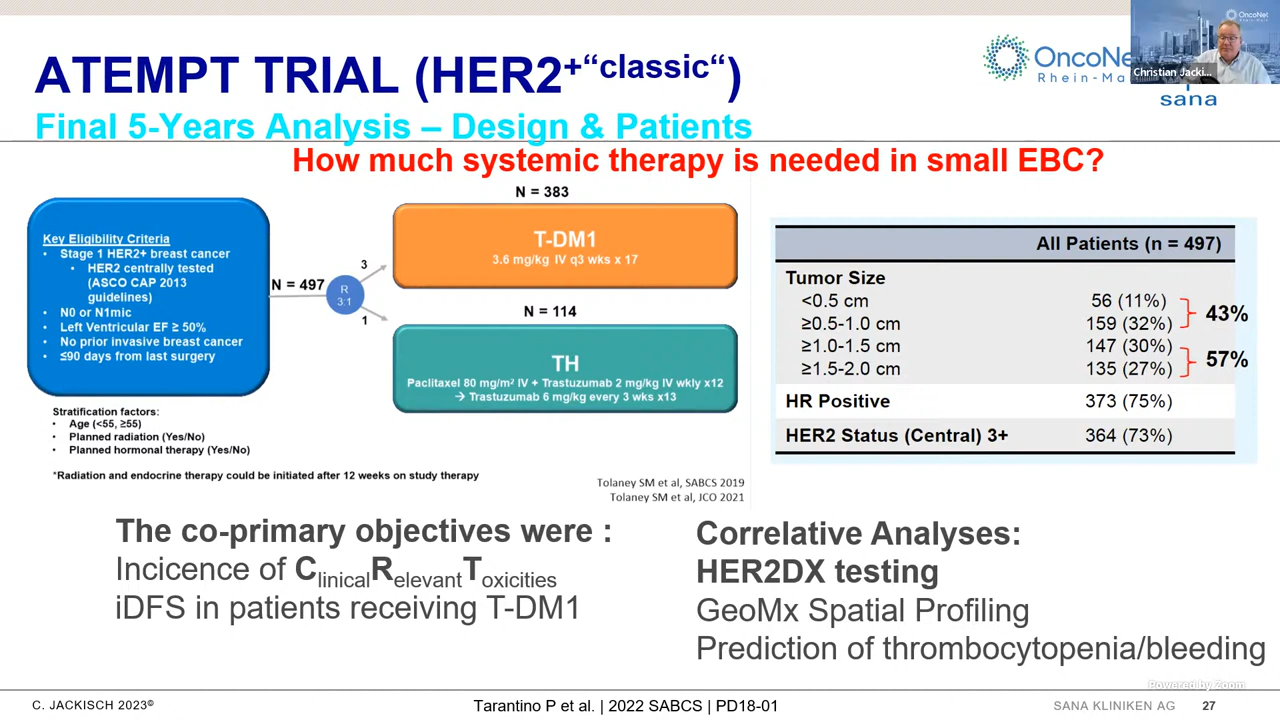 OncoNet
ATEMPT TRIAL (HER2+“classic“)
OncoNet
Rhein-Ma
Christian Jacki...
sana
Final 5-Years Analysis – Design & Patients
How much systemic therapy is needed in small EBC?
Key Eligibility Criteria
• Stage 1 HER2+ breast cancer
• HER2 centrally tested
(ASCO CAP 2013
guidelines)
• N0 or N1mic
• Left Ventricular EF ≥ 50%
• No prior invasive breast cancer
• ≤90 days from last surgery
N = 497
R
3:1
3
1
N = 383
T-DM1
3.6 mg/kg IV q3 wks x 17
N = 114
TH
Paclitaxel 80 mg/m² IV + Trastuzumab 2 mg/kg IV wkly x12
→ Trastuzumab 6 mg/kg every 3 wks x13
Stratification factors:
• Age (<55, ≥55)
• Planned radiation (Yes/No)
• Planned hormonal therapy (Yes/No)
*Radiation and endocrine therapy could be initiated after 12 weeks on study therapy
Tolaney SM et al, SABCS 2019
Tolaney SM et al, JCO 2021
All Patients (n = 497)
Tumor Size
<0.5 cm 56 (11%)
≥0.5-1.0 cm 159 (32%)
43%
≥1.0-1.5 cm 147 (30%)
≥1.5-2.0 cm 135 (27%)
57%
HR Positive 373 (75%)
HER2 Status (Central) 3+ 364 (73%)
The co-primary objectives were :
Incicence of ClinicalRelevantToxicities
iDFS in patients receiving T-DM1
Correlative Analyses:
HER2DX testing
GeoMx Spatial Profiling
Prediction of thrombocytopenia/bleeding
Powered by Zoom
C. JACKISCH 2023©
Tarantino P et al. | 2022 SABCS | PD18-01
SANA KLINIKEN AG 27